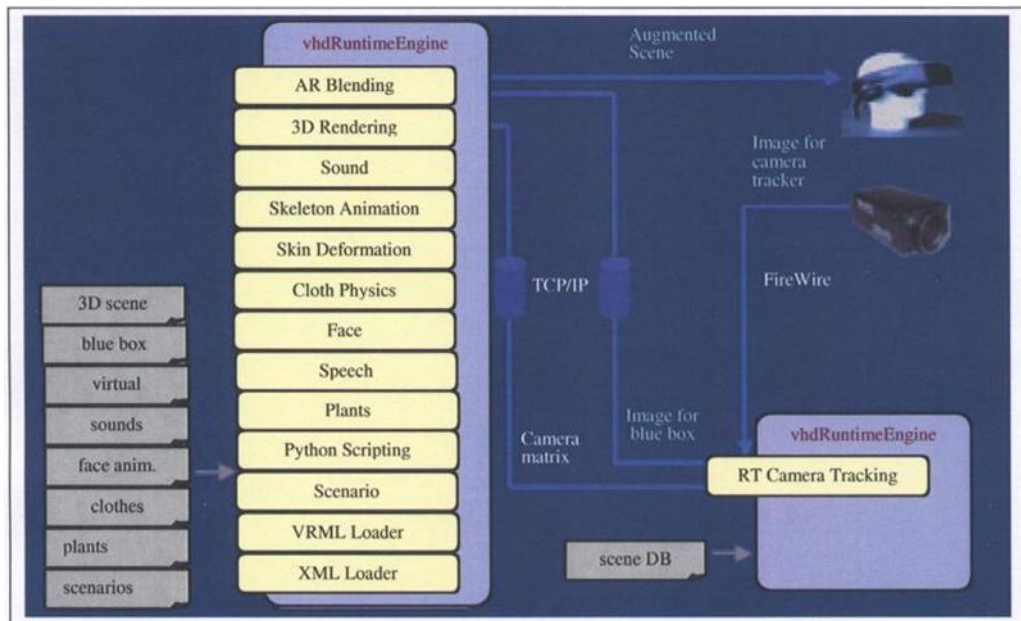 vhdRuntimeEngine
AR Blending
3D Rendering
Sound
Skeleton Animation
Skin Deformation
Cloth Physics
Face
Speech
Plants
Python Scripting
Scenario
VRML Loader
XML Loader
3D scene
blue box
virtual
sounds
face anim.
clothes
plants
scenarios
Augmented
Scene
Image for
camera
tracker
TCP/IP
FireWire
Image for
blue box
Camera
matrix
vhdRuntimeEngine
RT Camera Tracking
scene DB